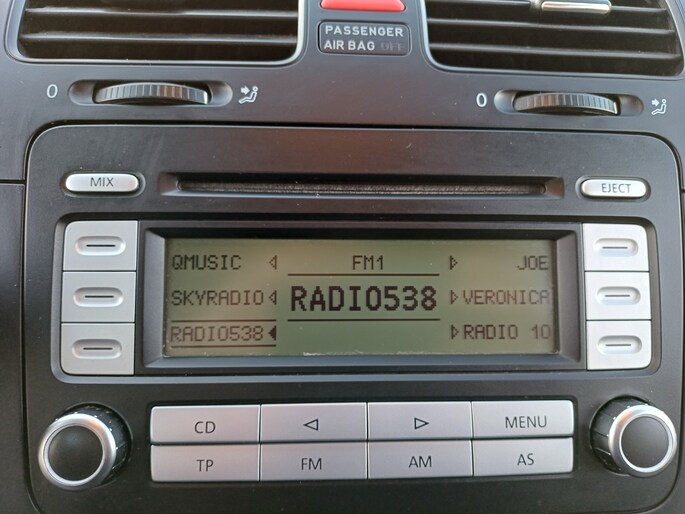 PASSENGER
AIR BAG OFF
0
0
MIX
EJECT
QMUSIC FM1 JOE
SKYRADIO RADIO538 VERONICA
RADIO538 RADIO 10
CD MENU
TP FM AM AS